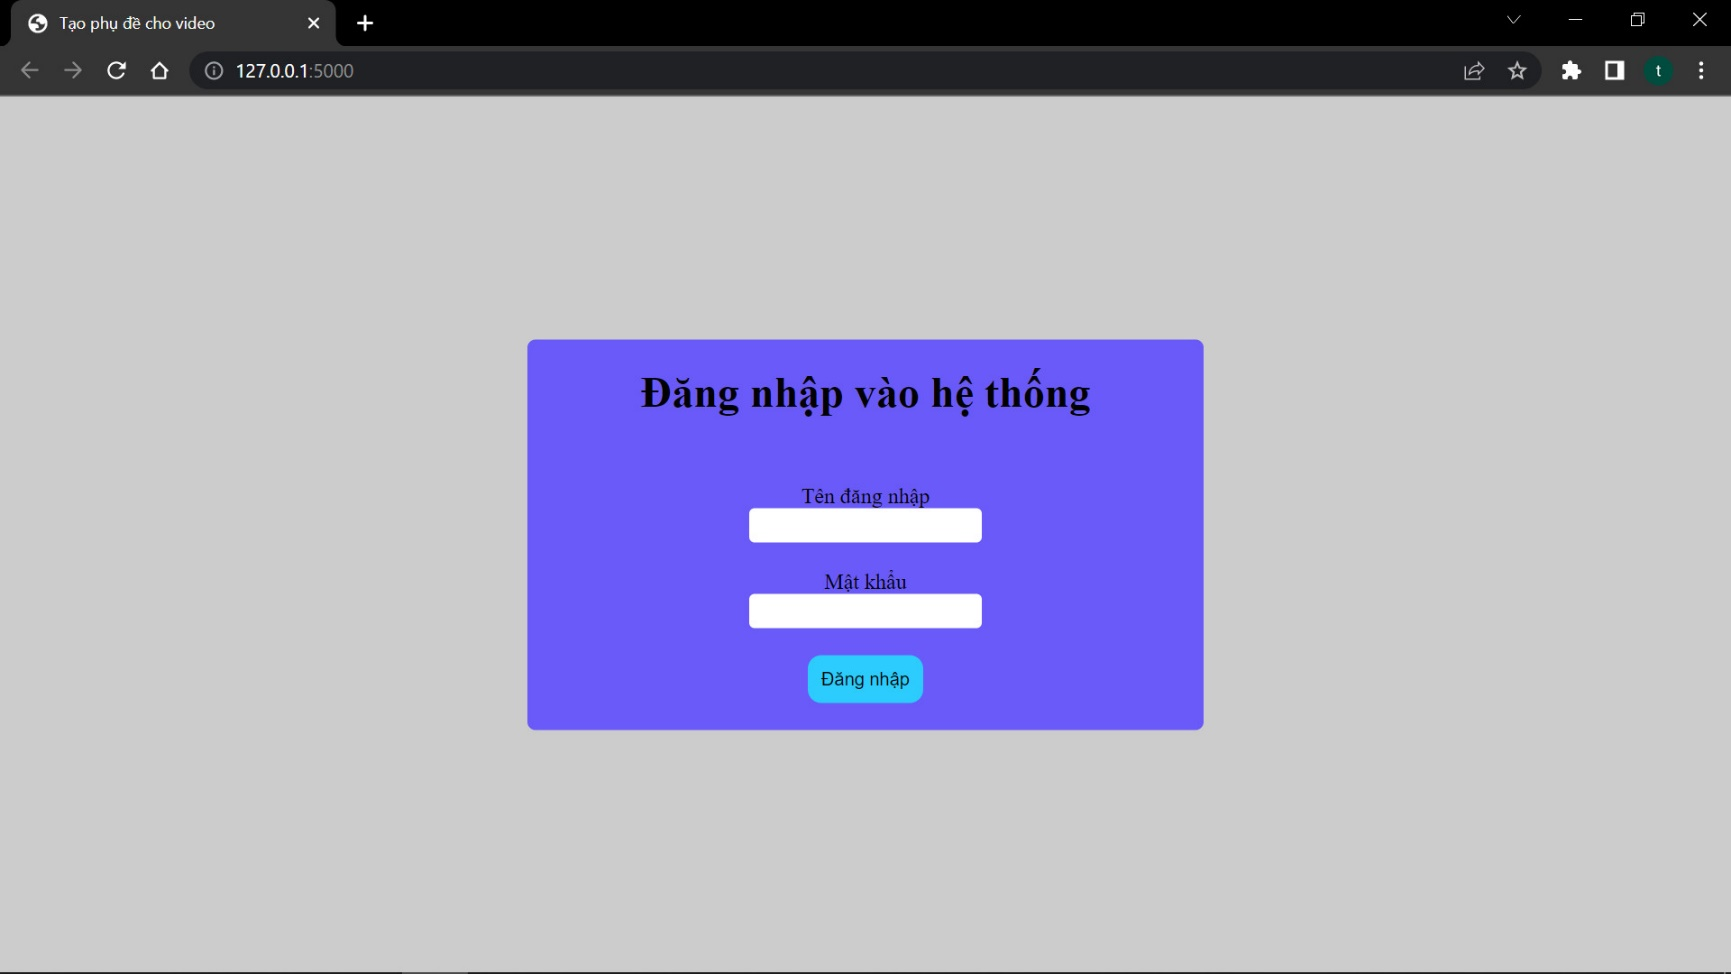 Tạo phụ đề cho video
127.0.0.1:5000
t
Đăng nhập vào hệ thống
Tên đăng nhập
Mật khẩu
Đăng nhập